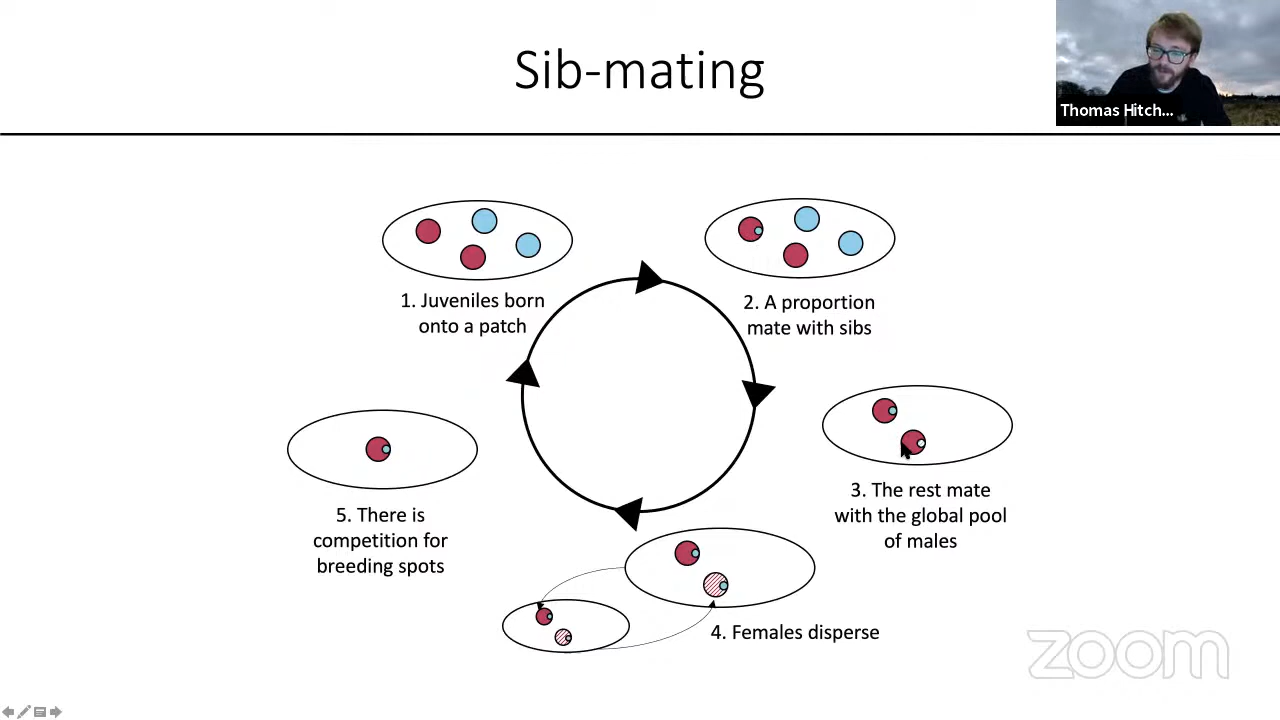 Sib-mating
Thomas Hitch...
1. Juveniles born
onto a patch
2. A proportion
mate with sibs
3. The rest mate
with the global pool
of males
4. Females disperse
5. There is
competition for
breeding spots
zoom